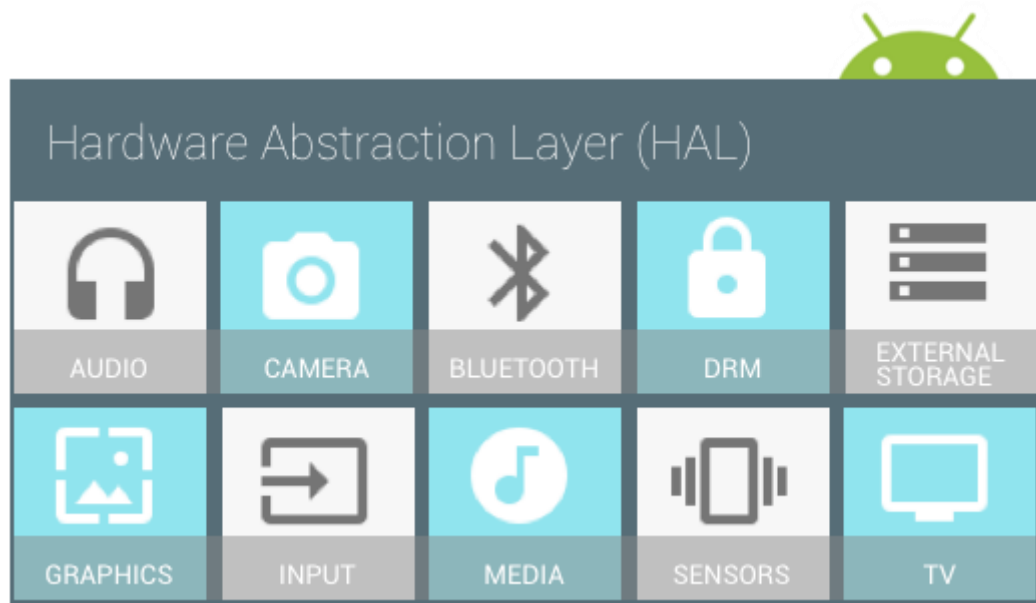 Hardware Abstraction Layer (HAL)
AUDIO
CAMERA
BLUETOOTH
DRM
EXTERNAL
STORAGE
GRAPHICS
INPUT
MEDIA
SENSORS
TV